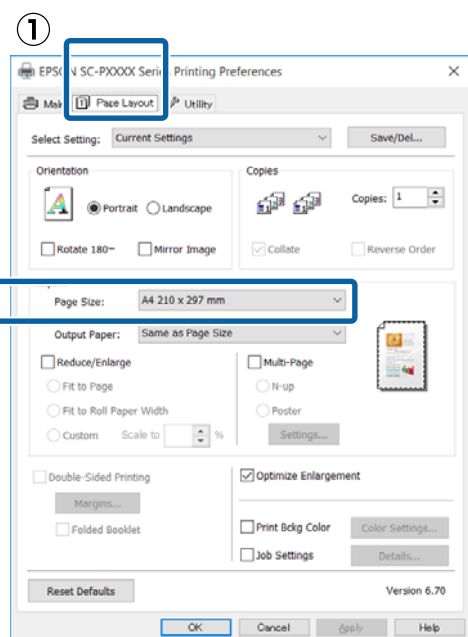 ①
EPSON SC-PXXXX Series Printing Preferences
Page Layout Utility
Select Setting: Current Settings Save/Del...
Orientation Copies
Portrait Landscape Copies: 1
Rotate 180° Mirror Image Collate Reverse Order
Page Size: A4 210 x 297 mm
Output Paper: Same as Page Size
Reduce/Enlarge Multi-Page
Fit to Page N-up
Fit to Roll Paper Width Poster
Custom Scale to % Settings...
Double-Sided Printing Optimize Enlargement
Margins...
Folded Booklet Print Bckg Color Color Settings...
Job Settings Details...
Reset Defaults Version 6.70
OK Cancel Apply Help